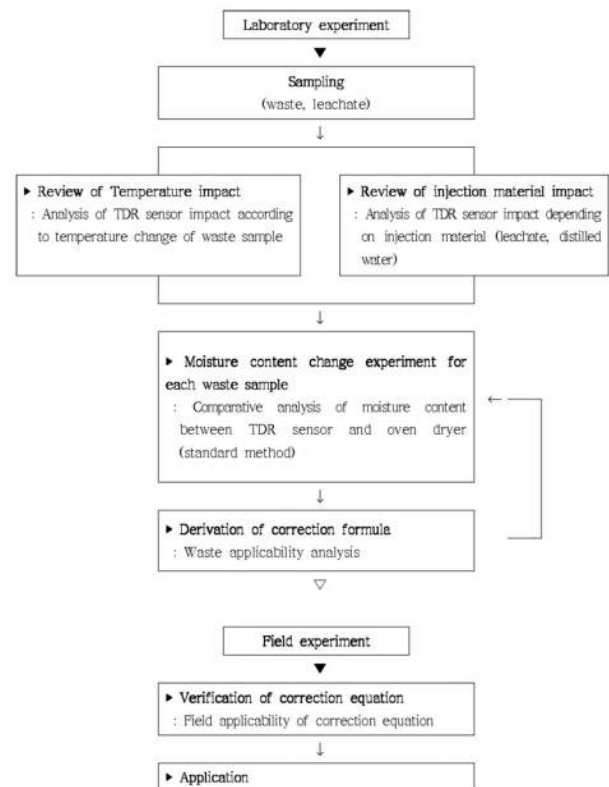 Laboratory experiment
▼
Sampling
(waste, leachate)
↓
▶ Review of Temperature impact
: Analysis of TDR sensor impact according
to temperature change of waste sample
▶ Review of injection material impact
: Analysis of TDR sensor impact depending
on injection material (leachate, distilled
water)
↓
▶ Moisture content change experiment for
each waste sample
: Comparative analysis of moisture content
between TDR sensor and oven dryer
(standard method)
←
↓
▶ Derivation of correction formula
: Waste applicability analysis
▽
Field experiment
▼
▶ Verification of correction equation
: Field applicability of correction equation
↓
▶ Application